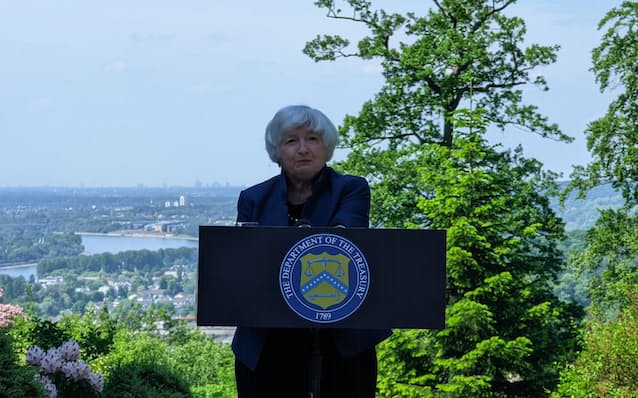 THE DEPARTMENT OF THE TREASURY
1789